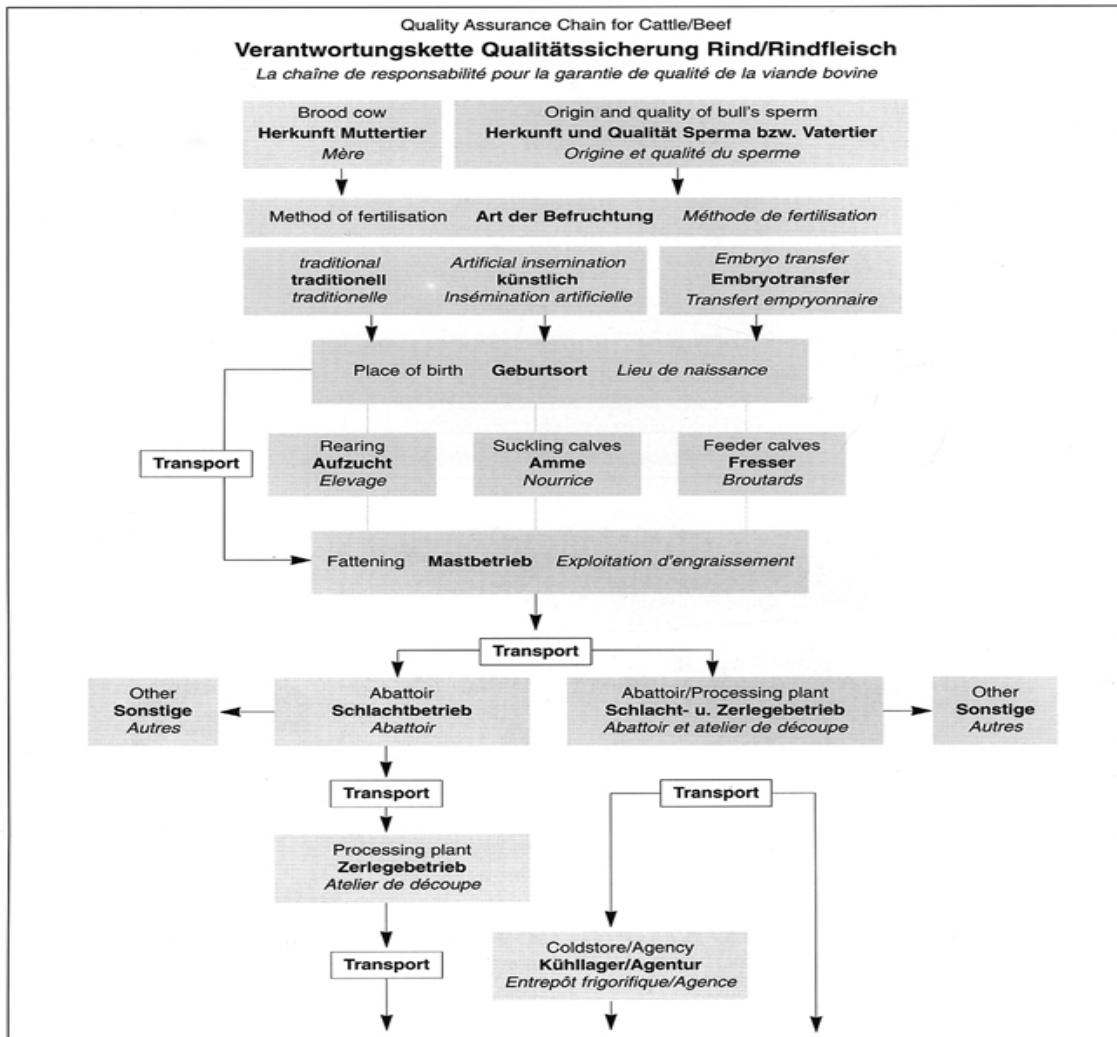 Quality Assurance Chain for Cattle/Beef
Verantwortungskette Qualitätssicherung Rind/Rindfleisch
La chaîne de responsabilité pour la garantie de qualité de la viande bovine
Brood cow
Herkunft Muttertier
Mère
Origin and quality of bull's sperm
Herkunft und Qualität Sperma bzw. Vatertier
Origine et qualité du sperme
Method of fertilisation Art der Befruchtung Méthode de fertilisation
traditional
traditionell
traditionelle
Artificial insemination
künstlich
Insémination artificielle
Embryo transfer
Embryotransfer
Transfert empryonnaire
Place of birth Geburtsort Lieu de naissance
Transport
Rearing
Aufzucht
Elevage
Suckling calves
Amme
Nourrice
Feeder calves
Fresser
Broutards
Fattening Mastbetrieb Exploitation d'engraissement
Transport
Other
Sonstige
Autres
Abattoir
Schlachtbetrieb
Abattoir
Abattoir/Processing plant
Schlacht- u. Zerlegebetrieb
Abattoir et atelier de découpe
Other
Sonstige
Autres
Transport
Transport
Processing plant
Zerlegebetrieb
Atelier de découpe
Transport
Coldstore/Agency
Kühllager/Agentur
Entrepôt frigorifique/Agence